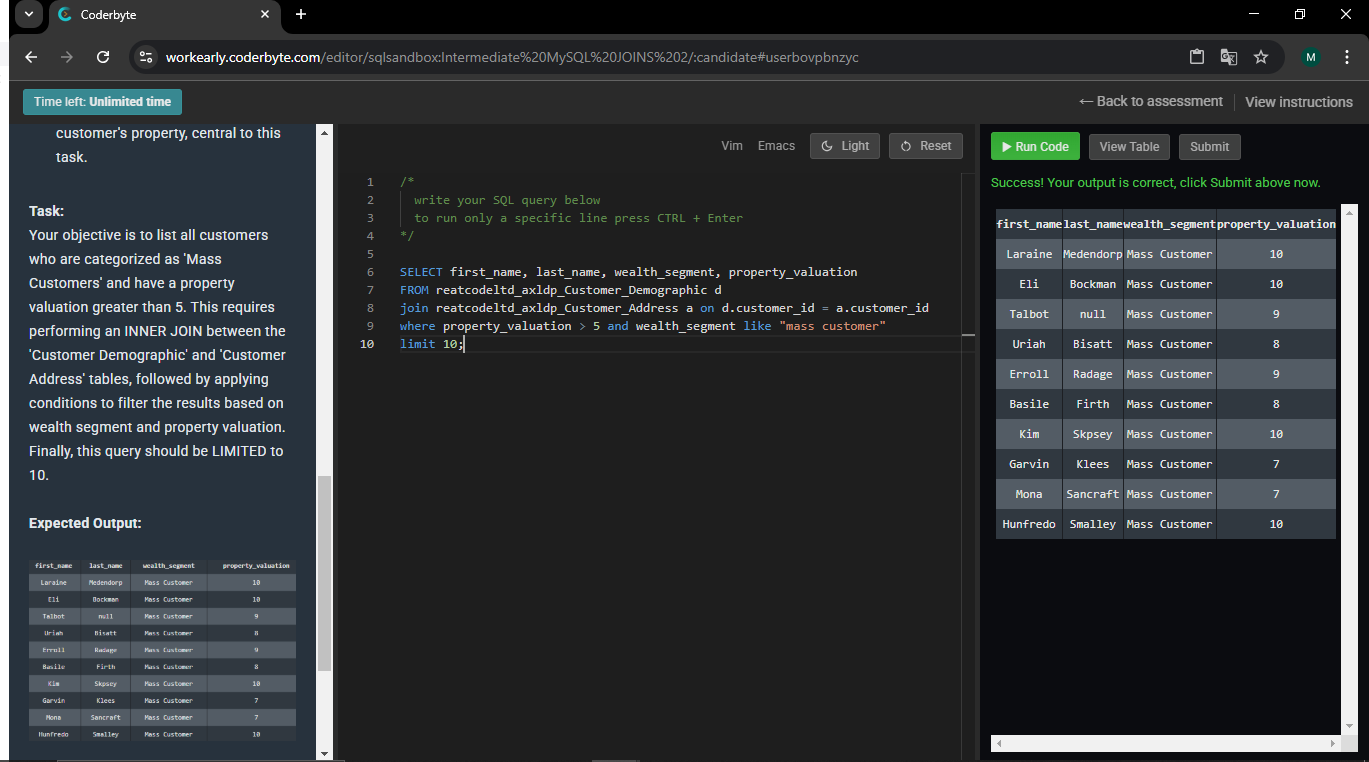 Coderbyte
workearly.coderbyte.com/editor/sqlsandbox:Intermediate%20MySQL%20JOINS%202/:candidate#userbovpbnzyc
M
Time left: Unlimited time
← Back to assessment
View instructions
customer's property, central to this
task.
Task:
Your objective is to list all customers
who are categorized as 'Mass
Customers' and have a property
valuation greater than 5. This requires
performing an INNER JOIN between the
'Customer Demographic' and 'Customer
Address' tables, followed by applying
conditions to filter the results based on
wealth segment and property valuation.
Finally, this query should be LIMITED to
10.
Expected Output:
first_name last_name wealth_segment property_valuation
Laraine Medendorp Mass Customer 10
Eli Bockman Mass Customer 10
Talbot null Mass Customer 9
Uriah Bisatt Mass Customer 8
Erroll Radage Mass Customer 9
Basile Firth Mass Customer 8
Kim Skpsey Mass Customer 10
Garvin Klees Mass Customer 7
Mona Sancraft Mass Customer 7
Hunfredo Smalley Mass Customer 10
Vim Emacs Light Reset
1 /*
2 write your SQL query below
3 to run only a specific line press CTRL + Enter
4 */
5
6 SELECT first_name, last_name, wealth_segment, property_valuation
7 FROM reatcodeltd_axldp_Customer_Demographic d
8 join reatcodeltd_axldp_Customer_Address a on d.customer_id = a.customer_id
9 where property_valuation > 5 and wealth_segment like "mass customer"
10 limit 10;
Run Code View Table Submit
Success! Your output is correct, click Submit above now.
first_name last_name wealth_segment property_valuation
Laraine Medendorp Mass Customer 10
Eli Bockman Mass Customer 10
Talbot null Mass Customer 9
Uriah Bisatt Mass Customer 8
Erroll Radage Mass Customer 9
Basile Firth Mass Customer 8
Kim Skpsey Mass Customer 10
Garvin Klees Mass Customer 7
Mona Sancraft Mass Customer 7
Hunfredo Smalley Mass Customer 10